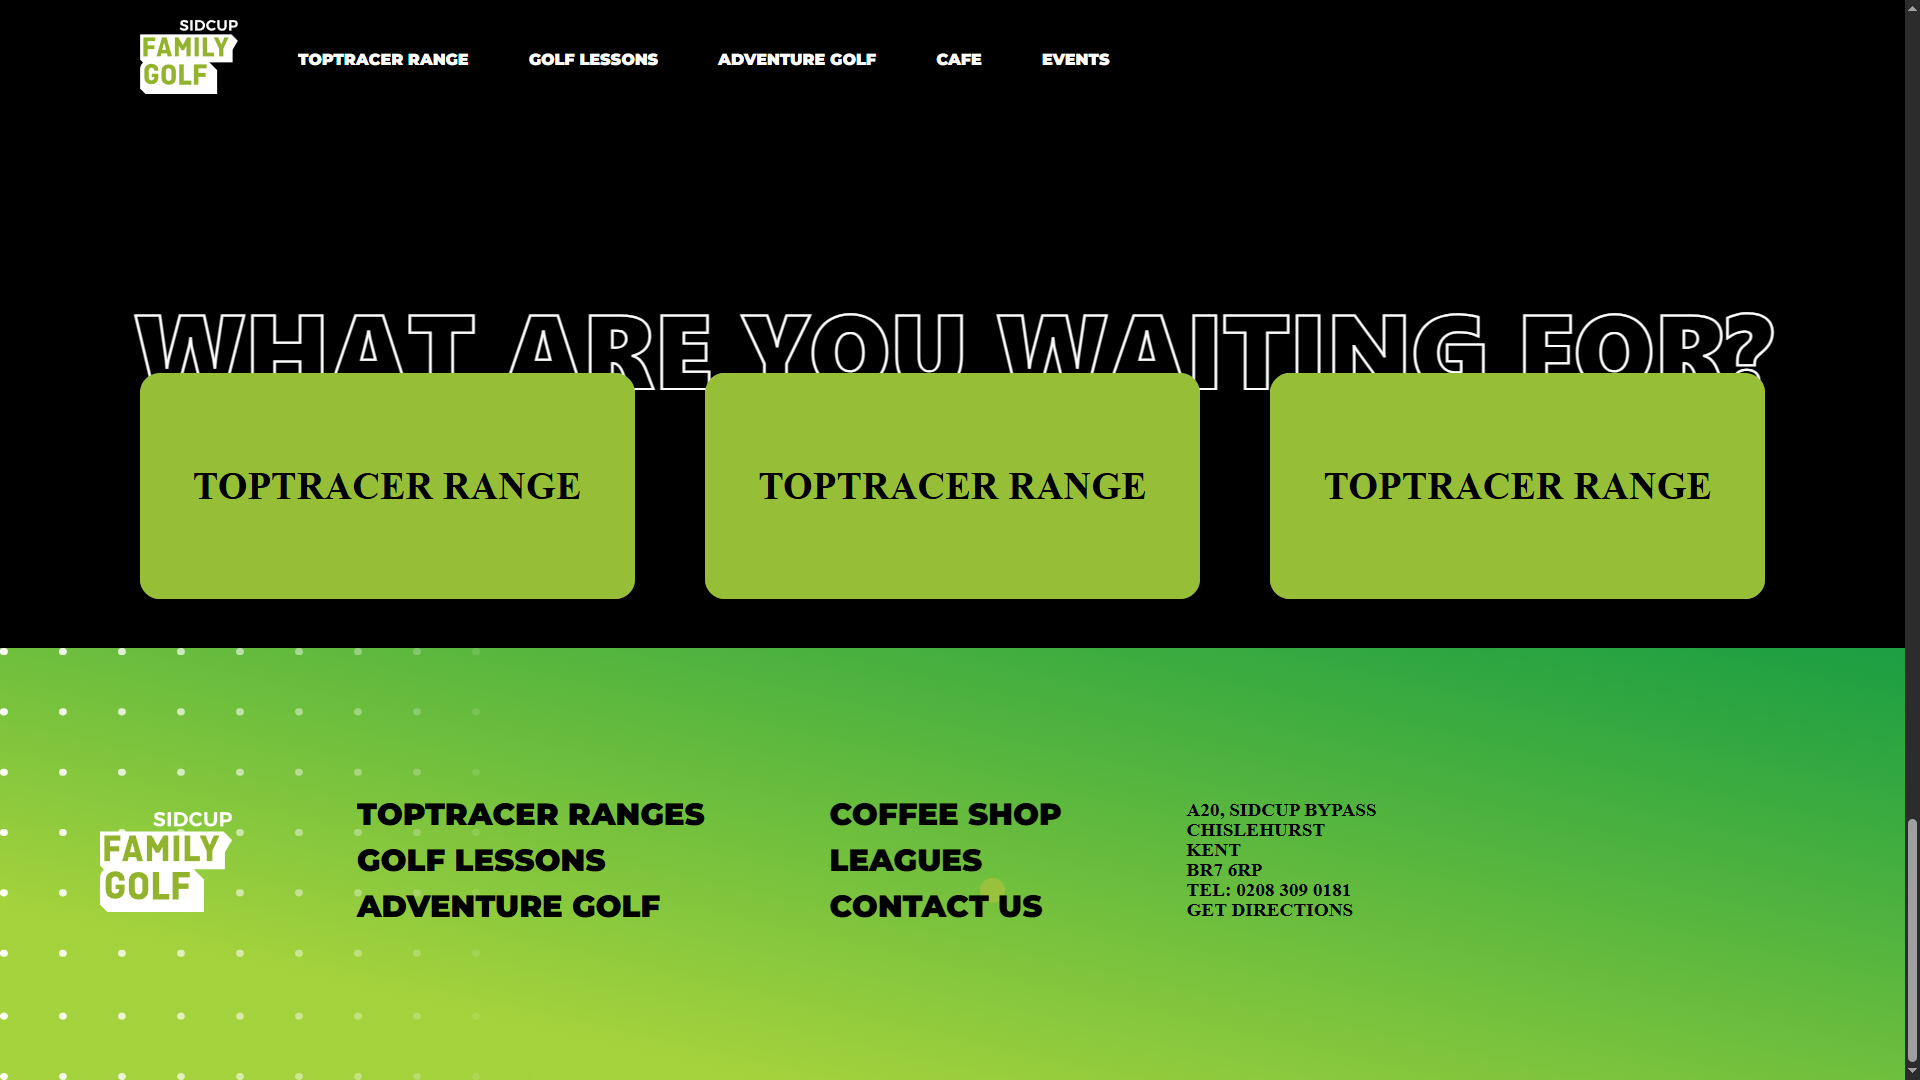 SIDCUP
FAMILY
GOLF
TOPTRACER RANGE
GOLF LESSONS
ADVENTURE GOLF
CAFE
EVENTS
WHAT ARE YOU WAITING FOR?
TOPTRACER RANGE
TOPTRACER RANGE
TOPTRACER RANGE
SIDCUP
FAMILY
GOLF
TOPTRACER RANGES
GOLF LESSONS
ADVENTURE GOLF
COFFEE SHOP
LEAGUES
CONTACT US
A20, SIDCUP BYPASS
CHISLEHURST
KENT
BR7 6RP
TEL: 0208 309 0181
GET DIRECTIONS